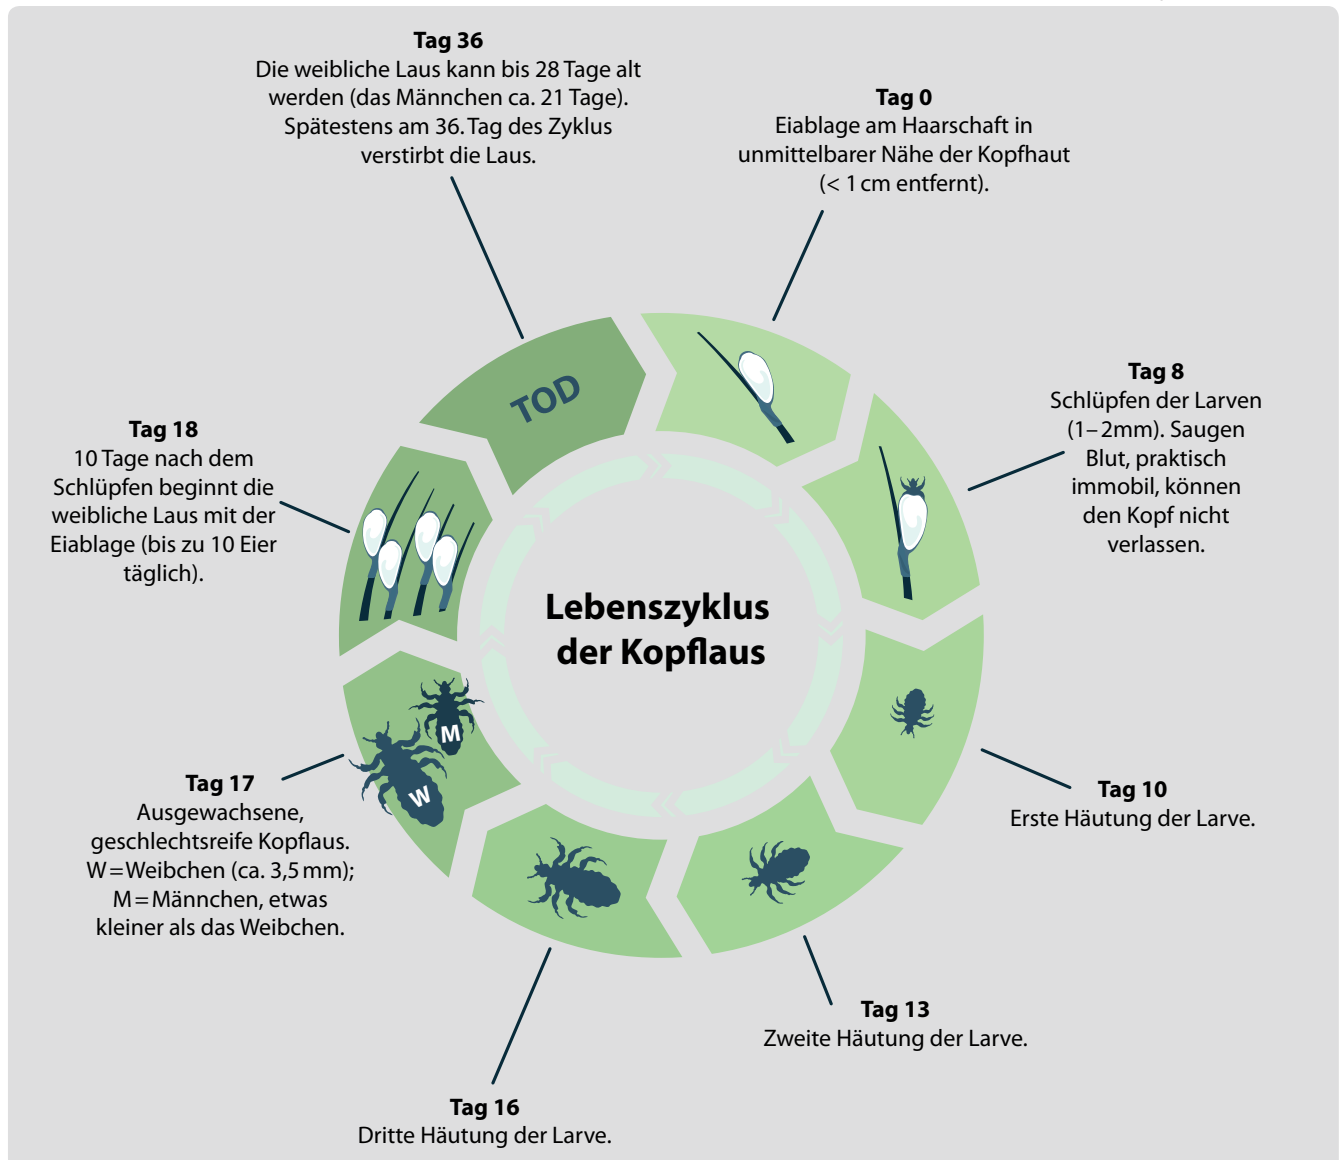 Tag 36
Die weibliche Laus kann bis 28 Tage alt
werden (das Männchen ca. 21 Tage).
Spätestens am 36. Tag des Zyklus
verstirbt die Laus.
Tag 0
Eiablage am Haarschaft in
unmittelbarer Nähe der Kopfhaut
(< 1 cm entfernt).
Tag 8
Schlüpfen der Larven
(1–2mm). Saugen
Blut, praktisch
immobil, können
den Kopf nicht
verlassen.
Tag 10
Erste Häutung der Larve.
Tag 13
Zweite Häutung der Larve.
Tag 16
Dritte Häutung der Larve.
Tag 17
Ausgewachsene,
geschlechtsreife Kopflaus.
W = Weibchen (ca. 3,5 mm);
M = Männchen, etwas
kleiner als das Weibchen.
Tag 18
10 Tage nach dem
Schlüpfen beginnt die
weibliche Laus mit der
Eiablage (bis zu 10 Eier
täglich).
TOD
M
W
Lebenszyklus
der Kopflaus